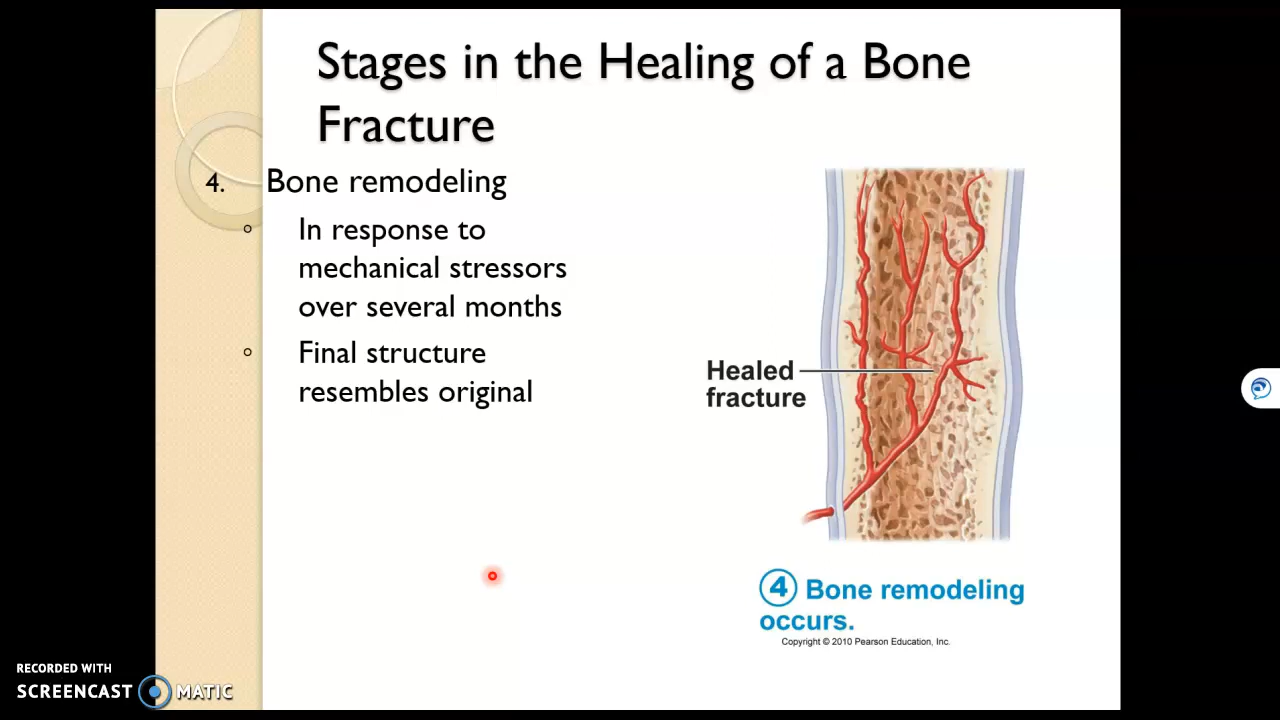 Stages in the Healing of a Bone
Fracture
4. Bone remodeling
In response to
mechanical stressors
over several months
Final structure
resembles original
Healed
fracture
4 Bone remodeling
occurs.
Copyright © 2010 Pearson Education, Inc.
RECORDED WITH
SCREENCAST MATIC